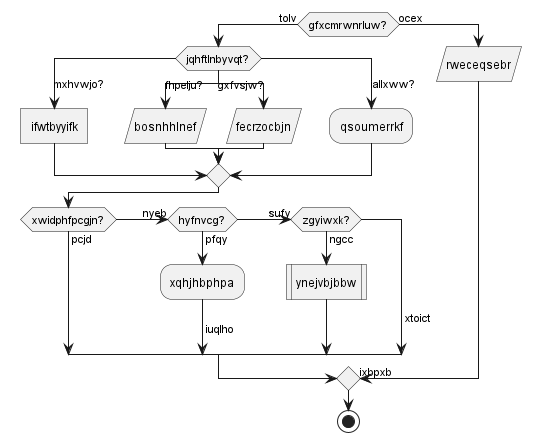 tolv
gfxcmrwnrluw?
ocex
jqhftlnbyvqt?
rweceqsebr
mxhvwjo?
fhpelju?
gxfvsjw?
allxww?
ifwtbyyifk
bosnhhlnef
fecrzocbjn
qsoumerrkf
xwidphfpcgjn?
nyeb
hyfnvcg?
sufy
zgyiwxk?
pcjd
pfqy
ngcc
xqhjhbphpa
ynejvbjbbw
xtoict
iuqlho
ixbpxb